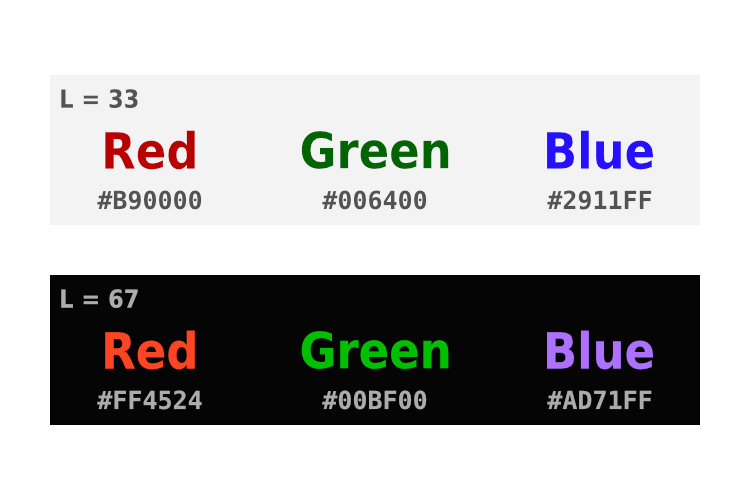 L = 33
Red Green Blue
#B90000 #006400 #2911FF
L = 67
Red Green Blue
#FF4524 #00BF00 #AD71FF